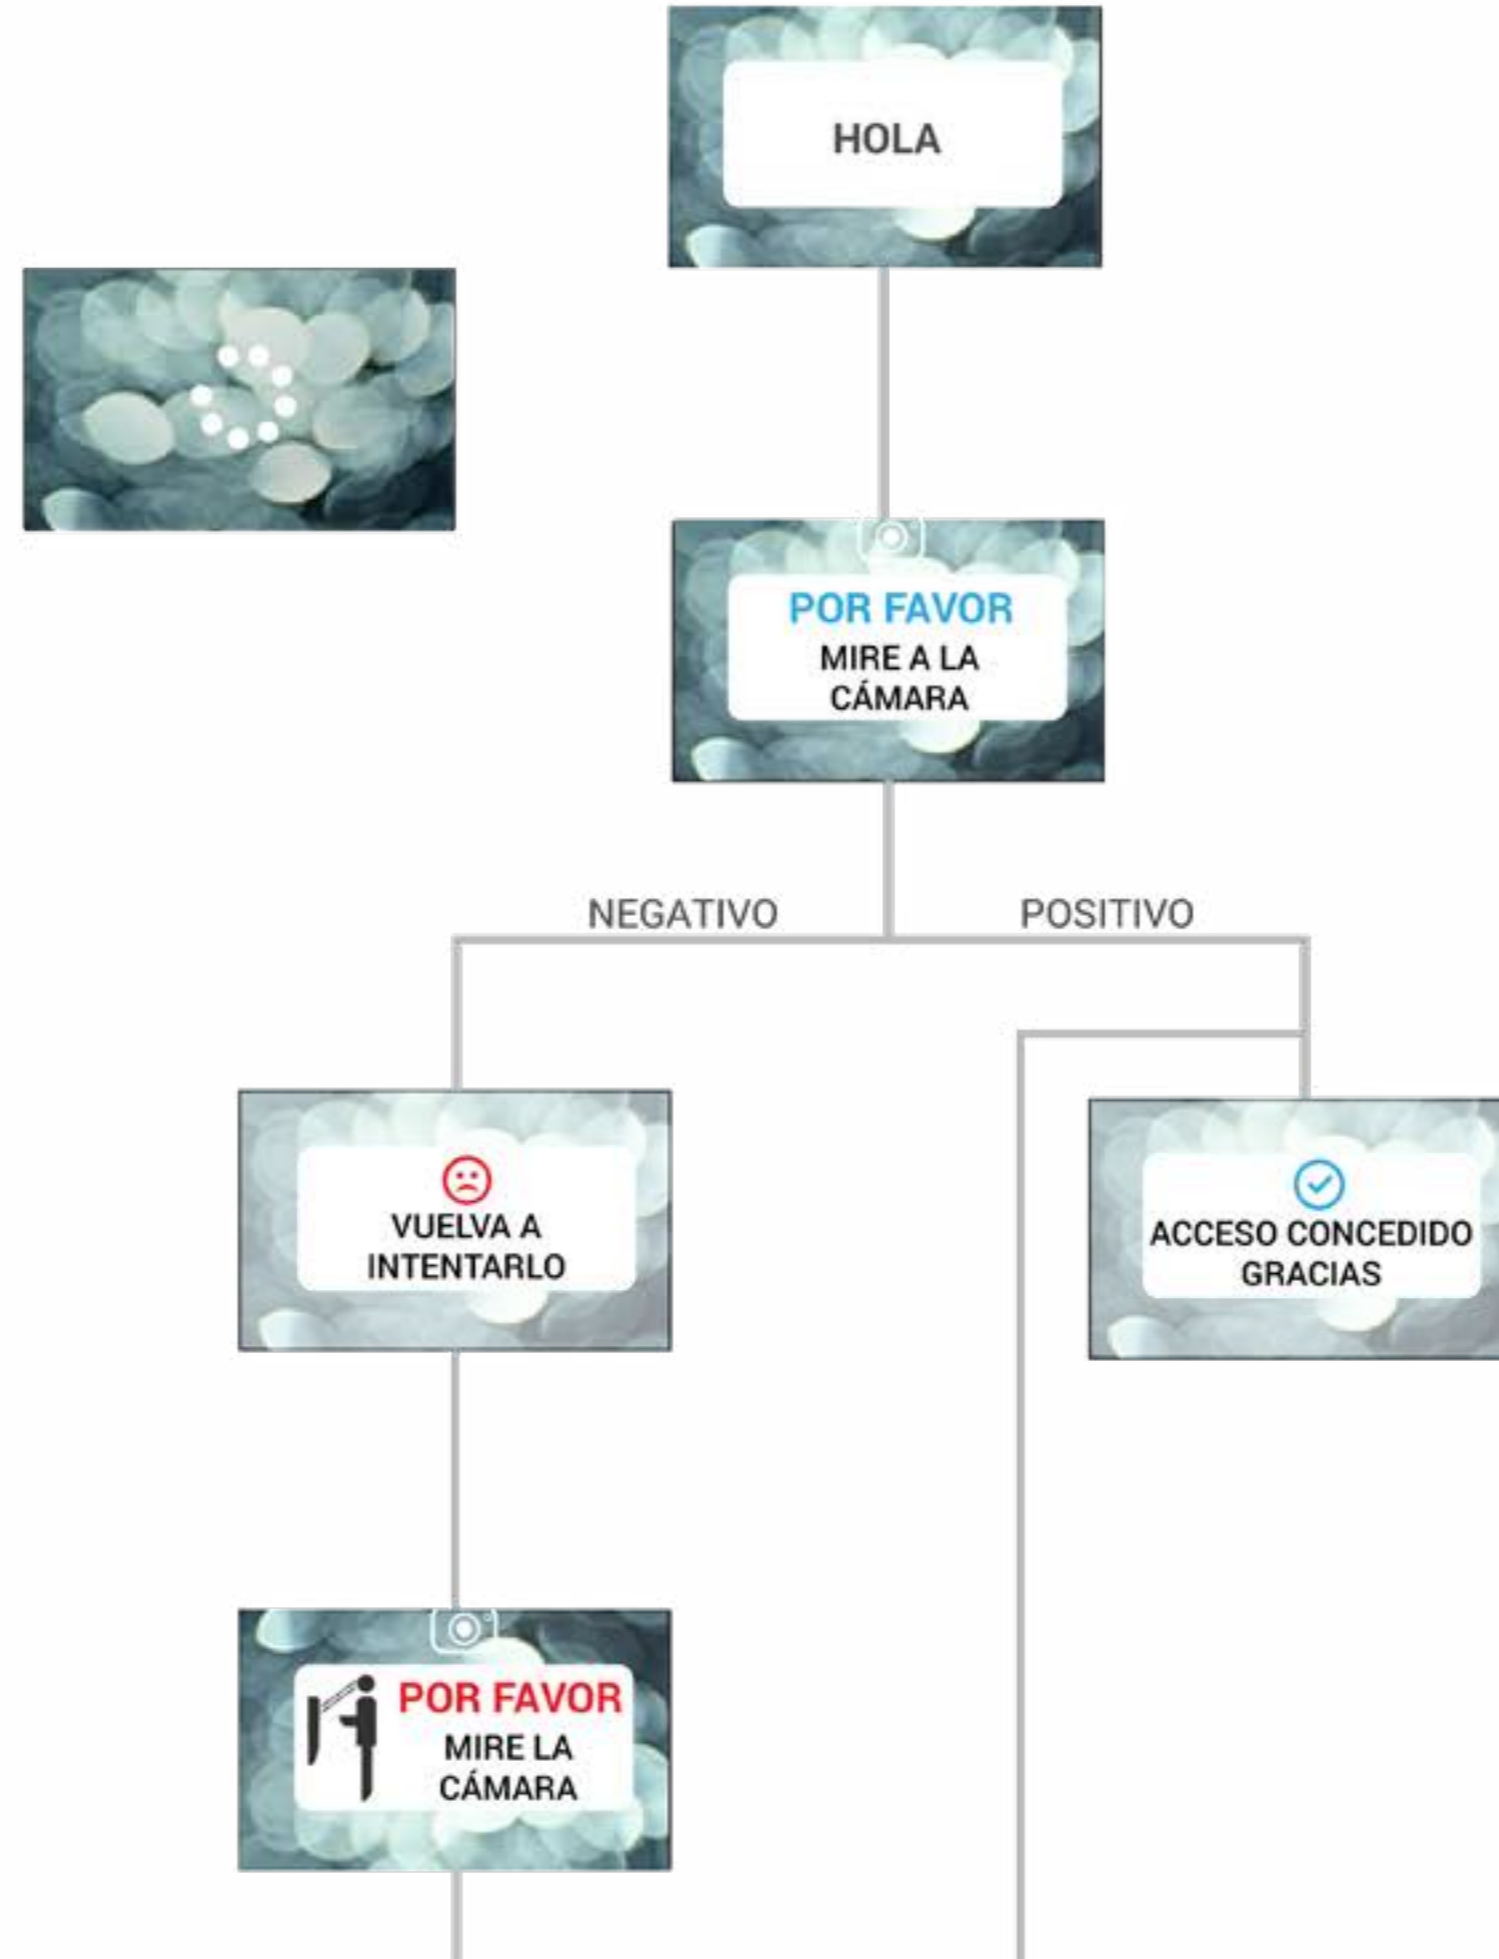 HOLA
POR FAVOR
MIRE A LA
CÁMARA
NEGATIVO
POSITIVO
VUELVA A
INTENTARLO
ACCESO CONCEDIDO
GRACIAS
POR FAVOR
MIRE LA
CÁMARA